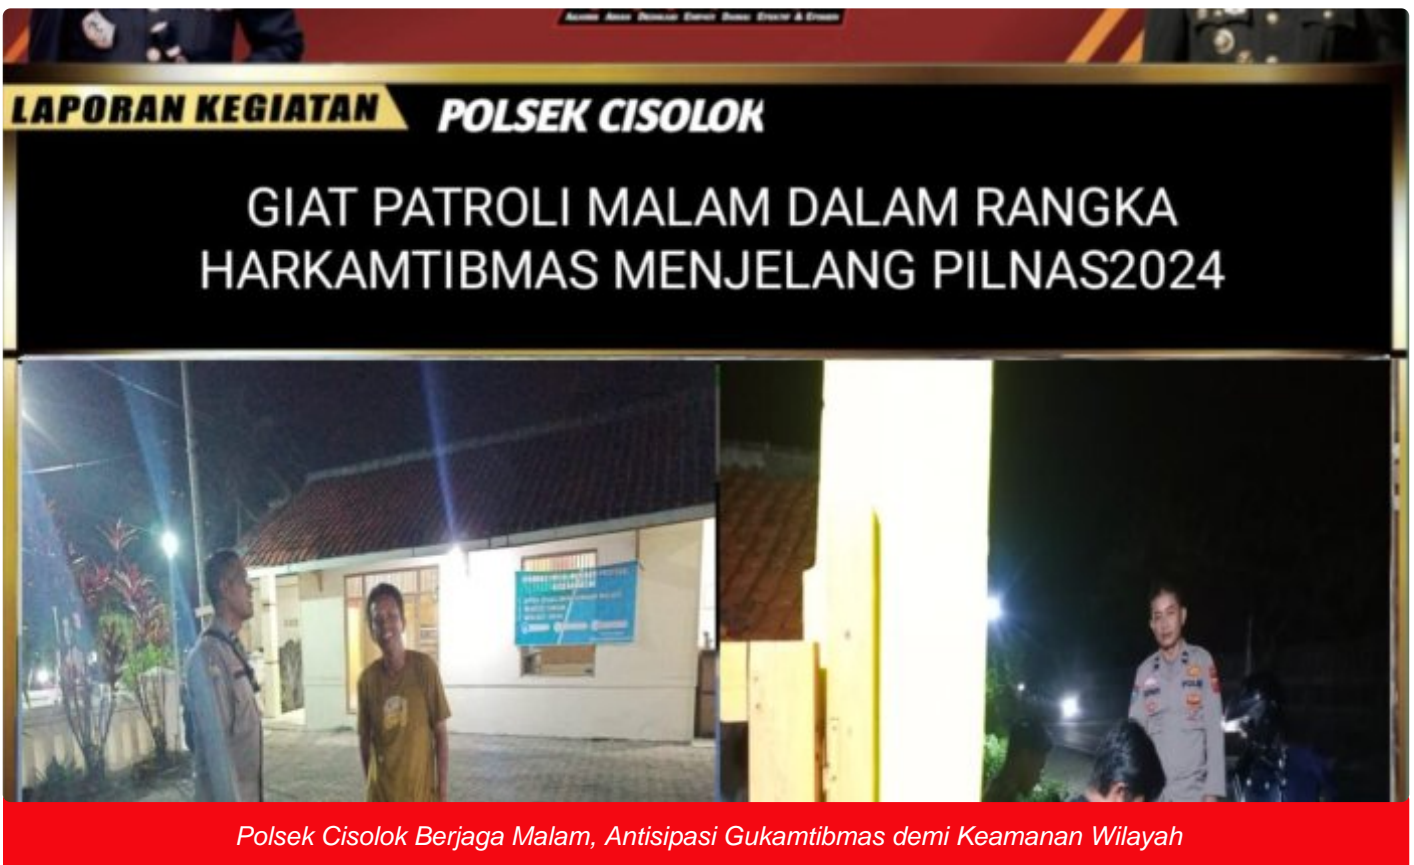 LAPORAN KEGIATAN
POLSEK CISOLOK
GIAT PATROLI MALAM DALAM RANGKA
HARKAMTIBMAS MENJELANG PILNAS2024
Polsek Cisolok Berjaga Malam, Antisipasi Gukamtibmas demi Keamanan Wilayah